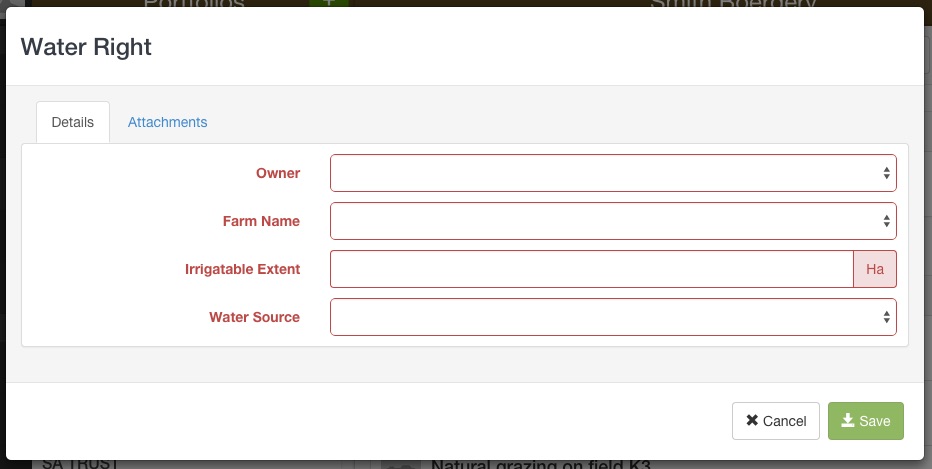 Portfolios
+
Smith Boerdery
Water Right
Details
Attachments
Owner
Farm Name
Irrigatable Extent
Ha
Water Source
Cancel
Save
SA TRUST
Natural grazing on field K3